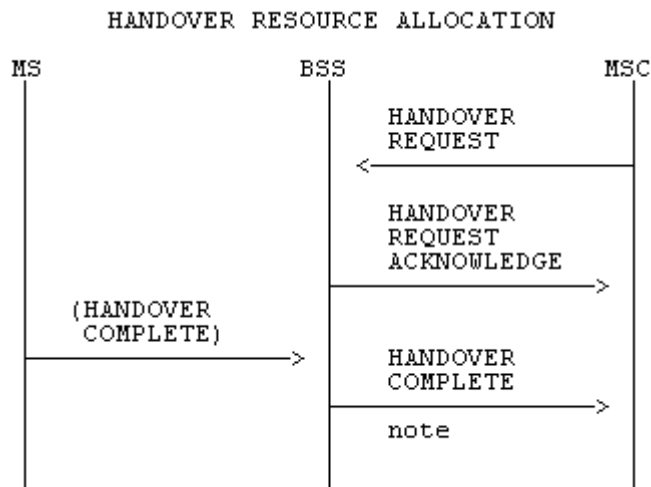 HANDOVER RESOURCE ALLOCATION
MS BSS MSC
HANDOVER
REQUEST
HANDOVER
REQUEST
ACKNOWLEDGE
(HANDOVER
COMPLETE)
HANDOVER
COMPLETE
note